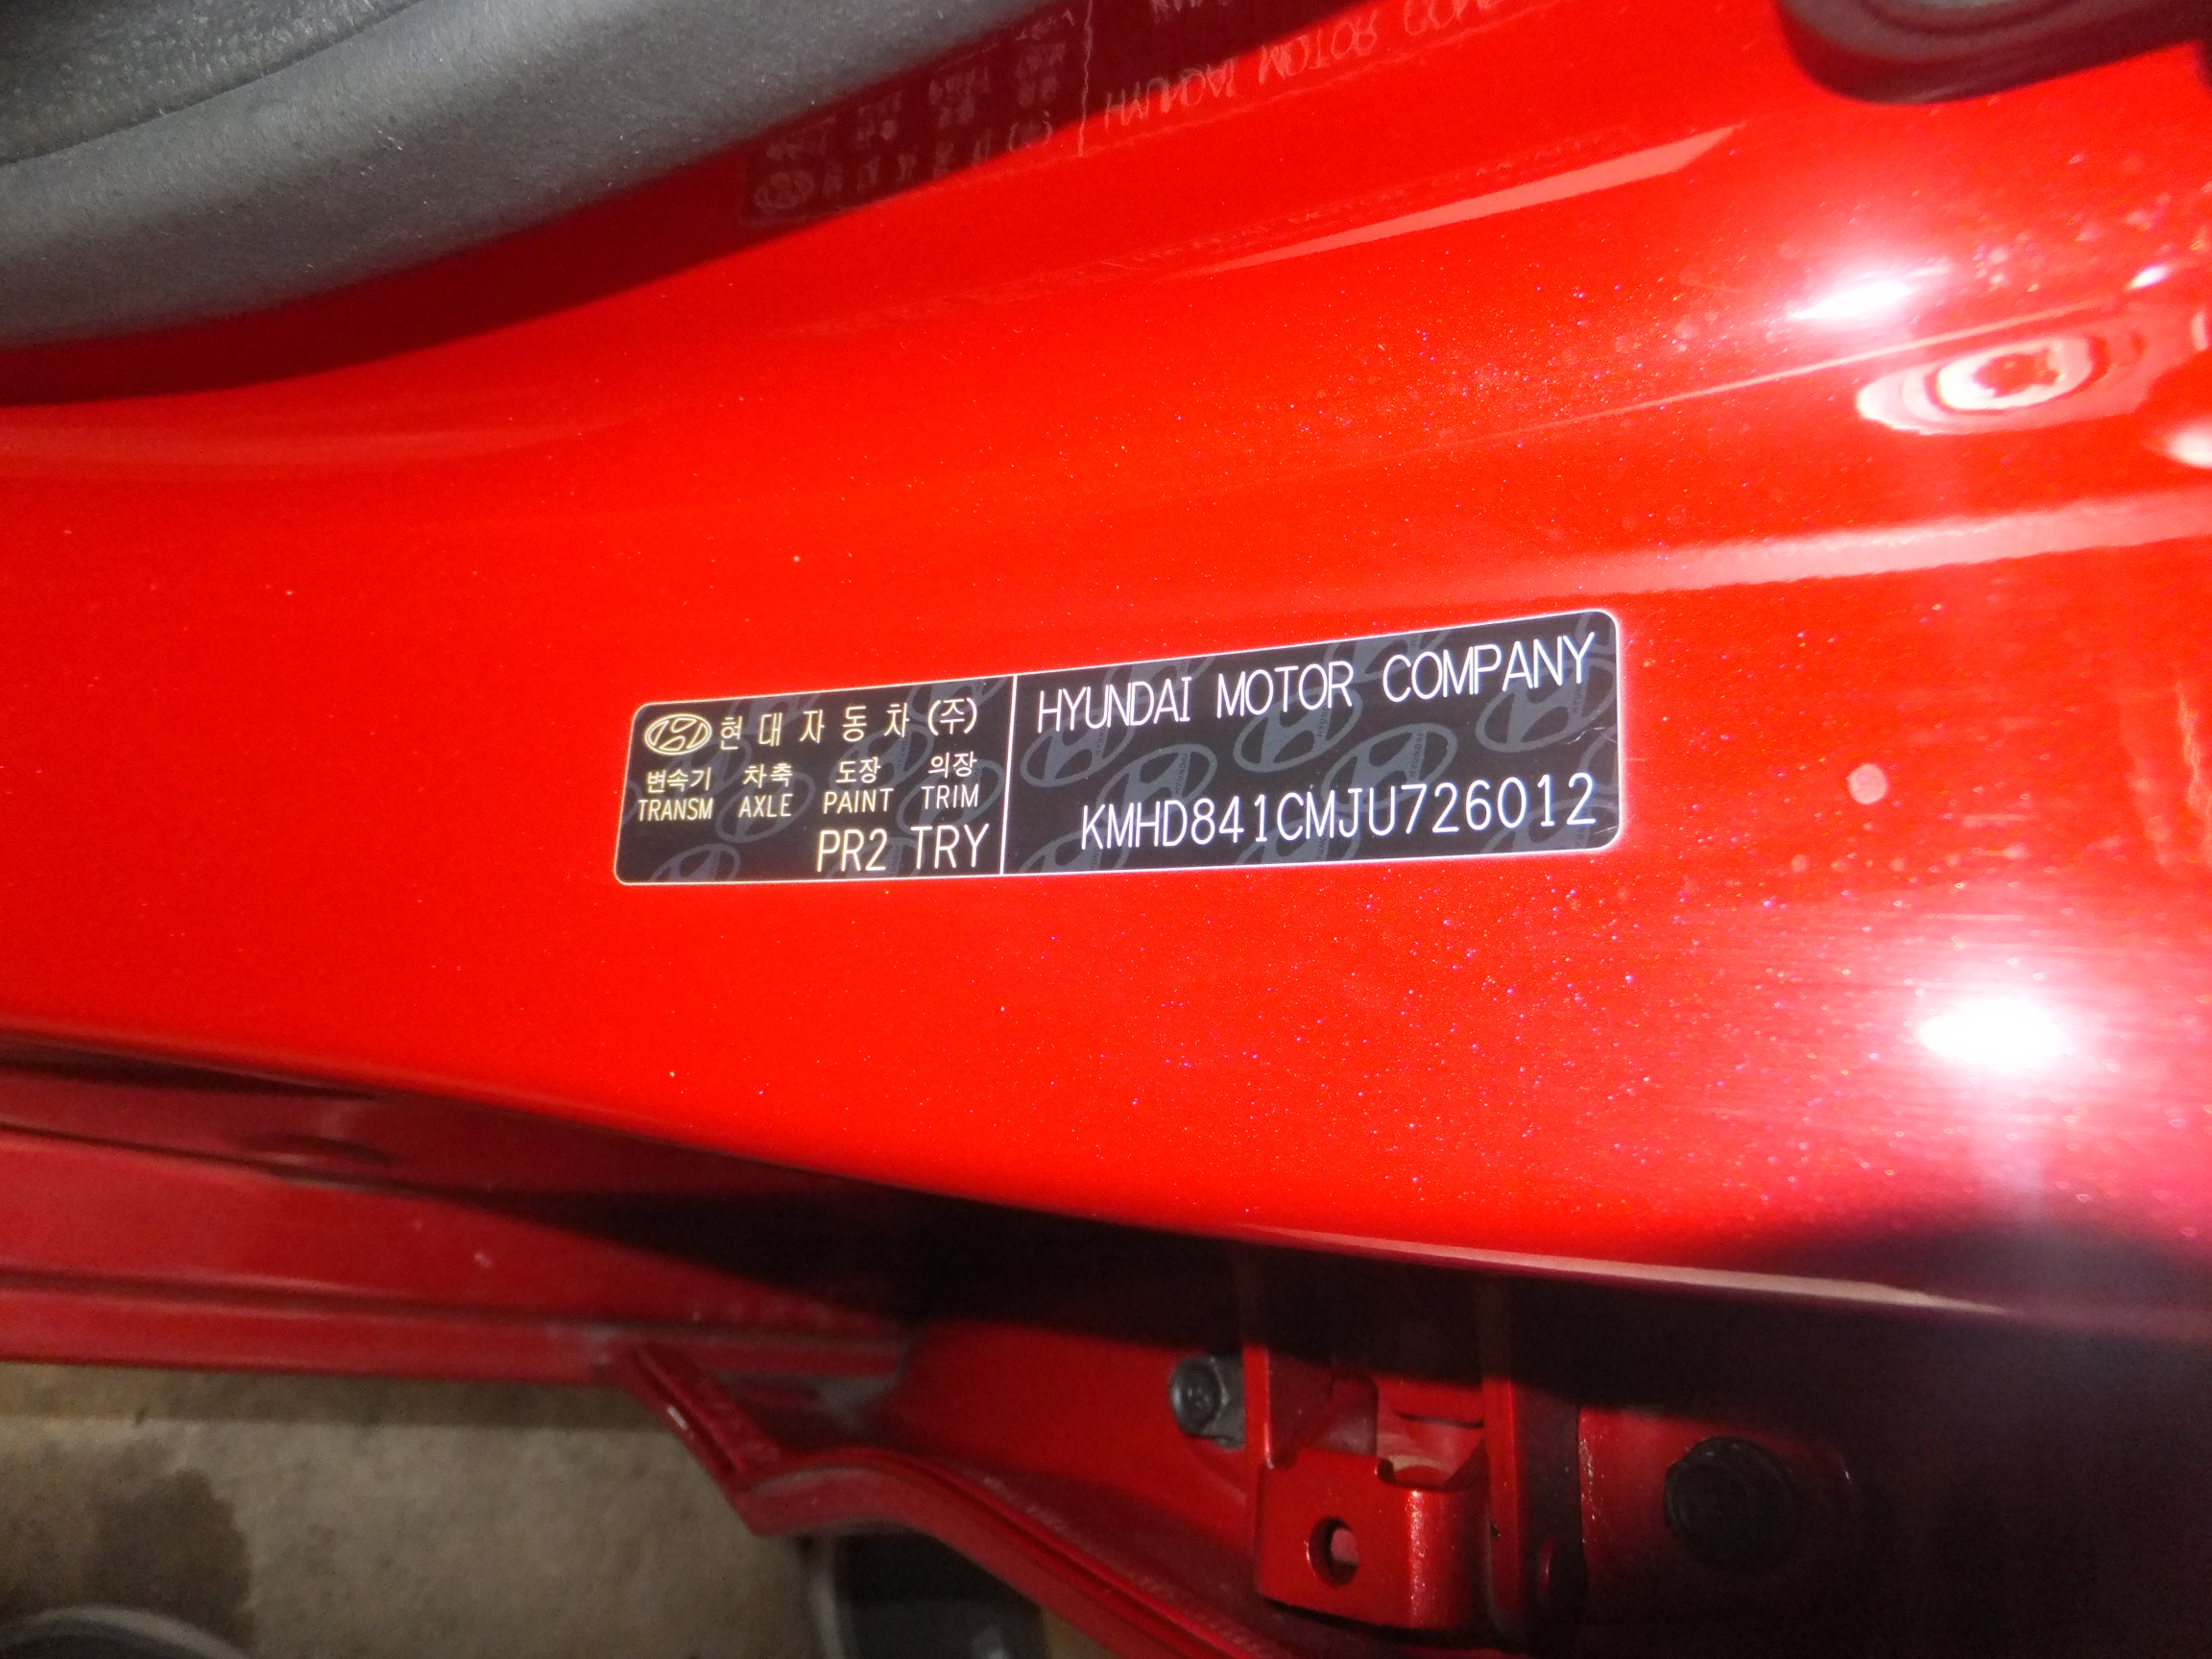 현대자동차(주)
변속기 차축 도장 의장
TRANSM AXLE PAINT TRIM
PR2 TRY
HYUNDAI MOTOR COMPANY
KMHD841CMJU726012